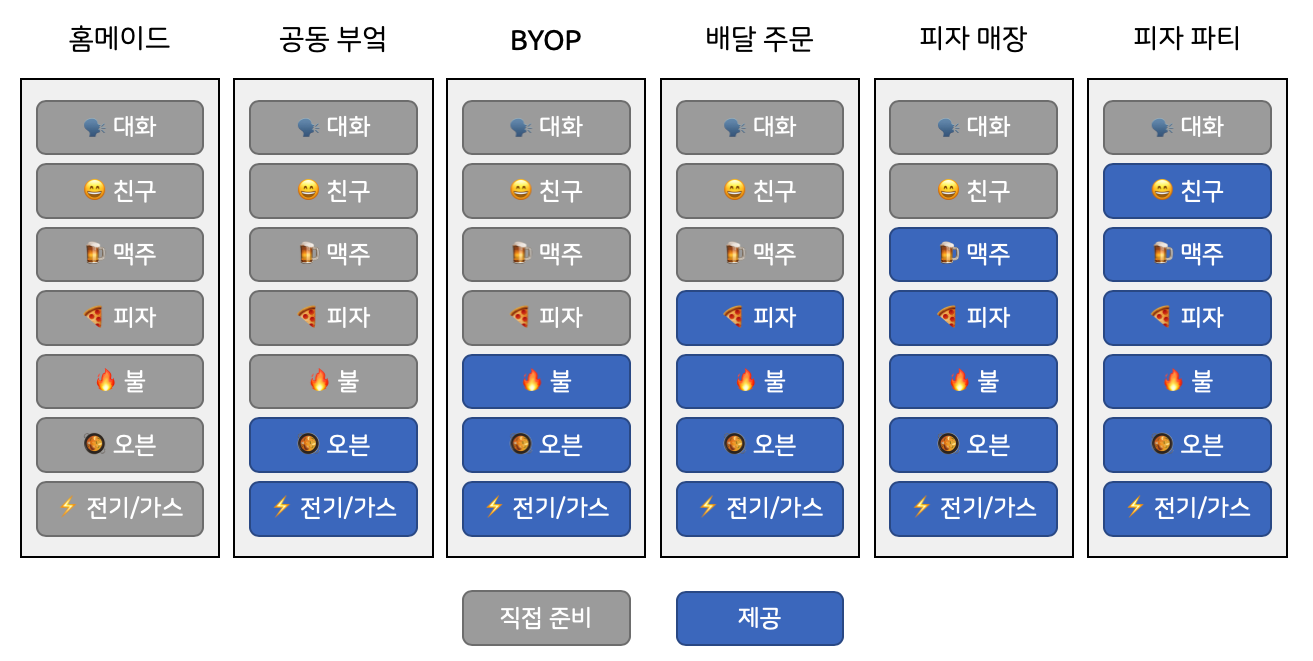 홈메이드
공동 부엌
BYOP
배달 주문
피자 매장
피자 파티
대화
친구
맥주
피자
불
오븐
전기/가스
대화
친구
맥주
피자
불
오븐
전기/가스
대화
친구
맥주
피자
불
오븐
전기/가스
대화
친구
맥주
피자
불
오븐
전기/가스
대화
친구
맥주
피자
불
오븐
전기/가스
대화
친구
맥주
피자
불
오븐
전기/가스
직접 준비
제공